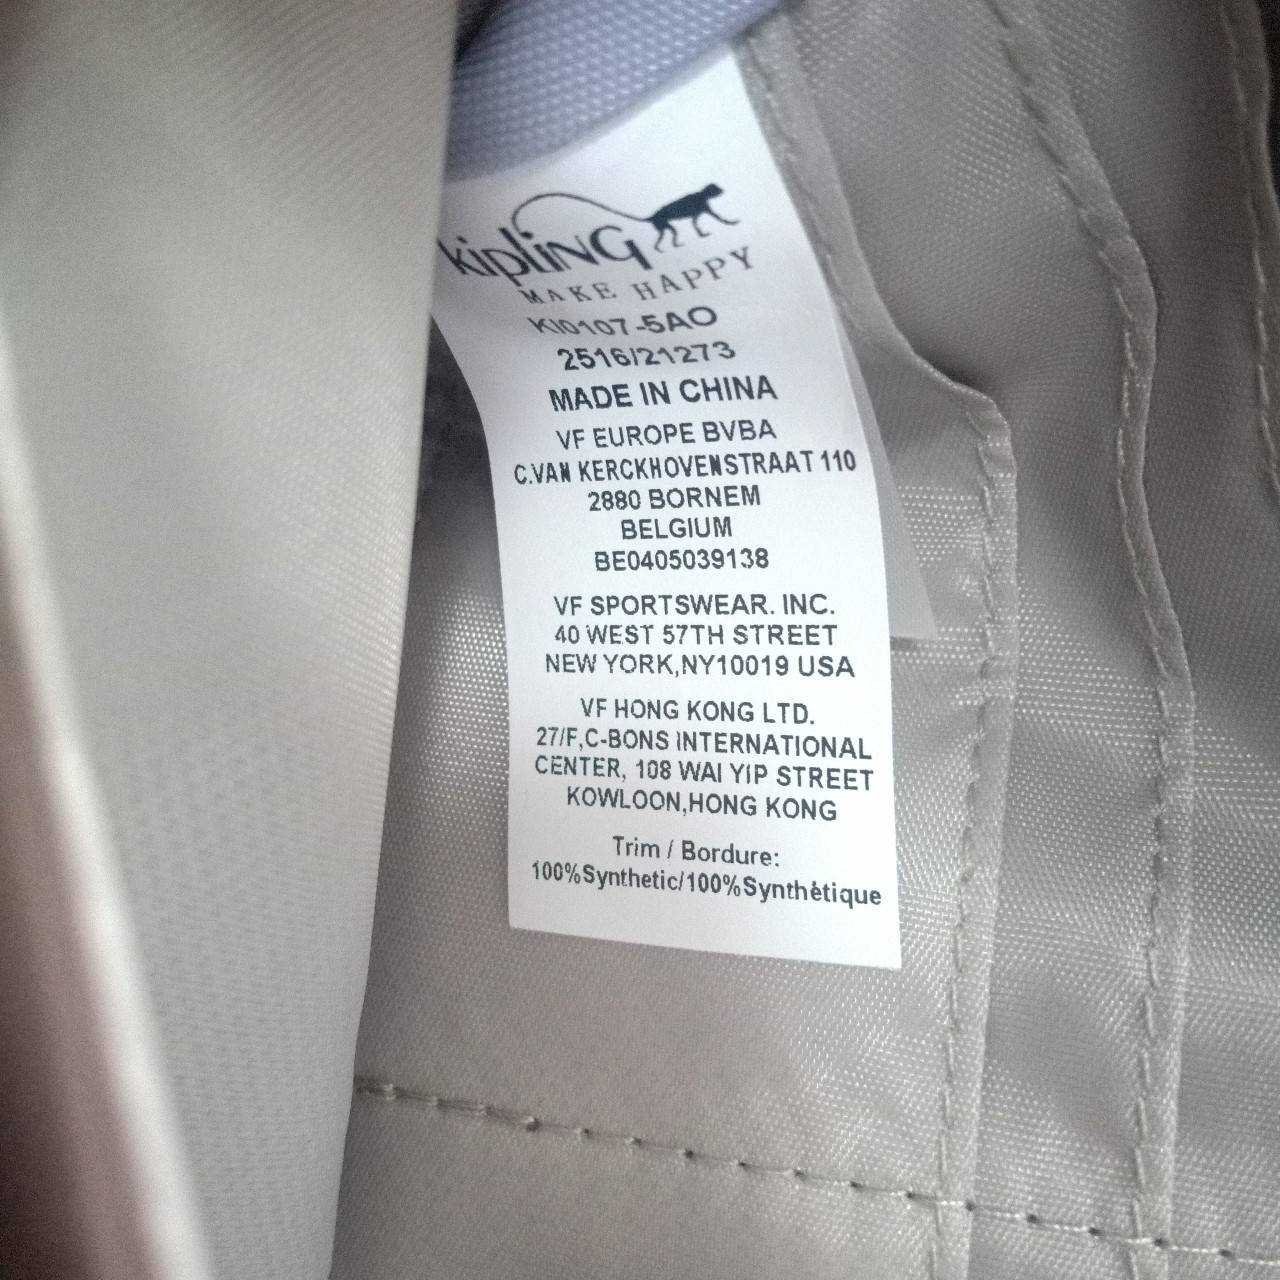 kipling
MAKE HAPPY
KI0107-5AO
2516/21273
MADE IN CHINA
VF EUROPE BVBA
C.VAN KERCKHOVENSTRAAT 110
2880 BORNEM
BELGIUM
BE0405039138
VF SPORTSWEAR. INC.
40 WEST 57TH STREET
NEW YORK,NY10019 USA
VF HONG KONG LTD.
27/F,C-BONS INTERNATIONAL
CENTER, 108 WAI YIP STREET
KOWLOON,HONG KONG
Trim / Bordure:
100%Synthetic/100%Synthètique